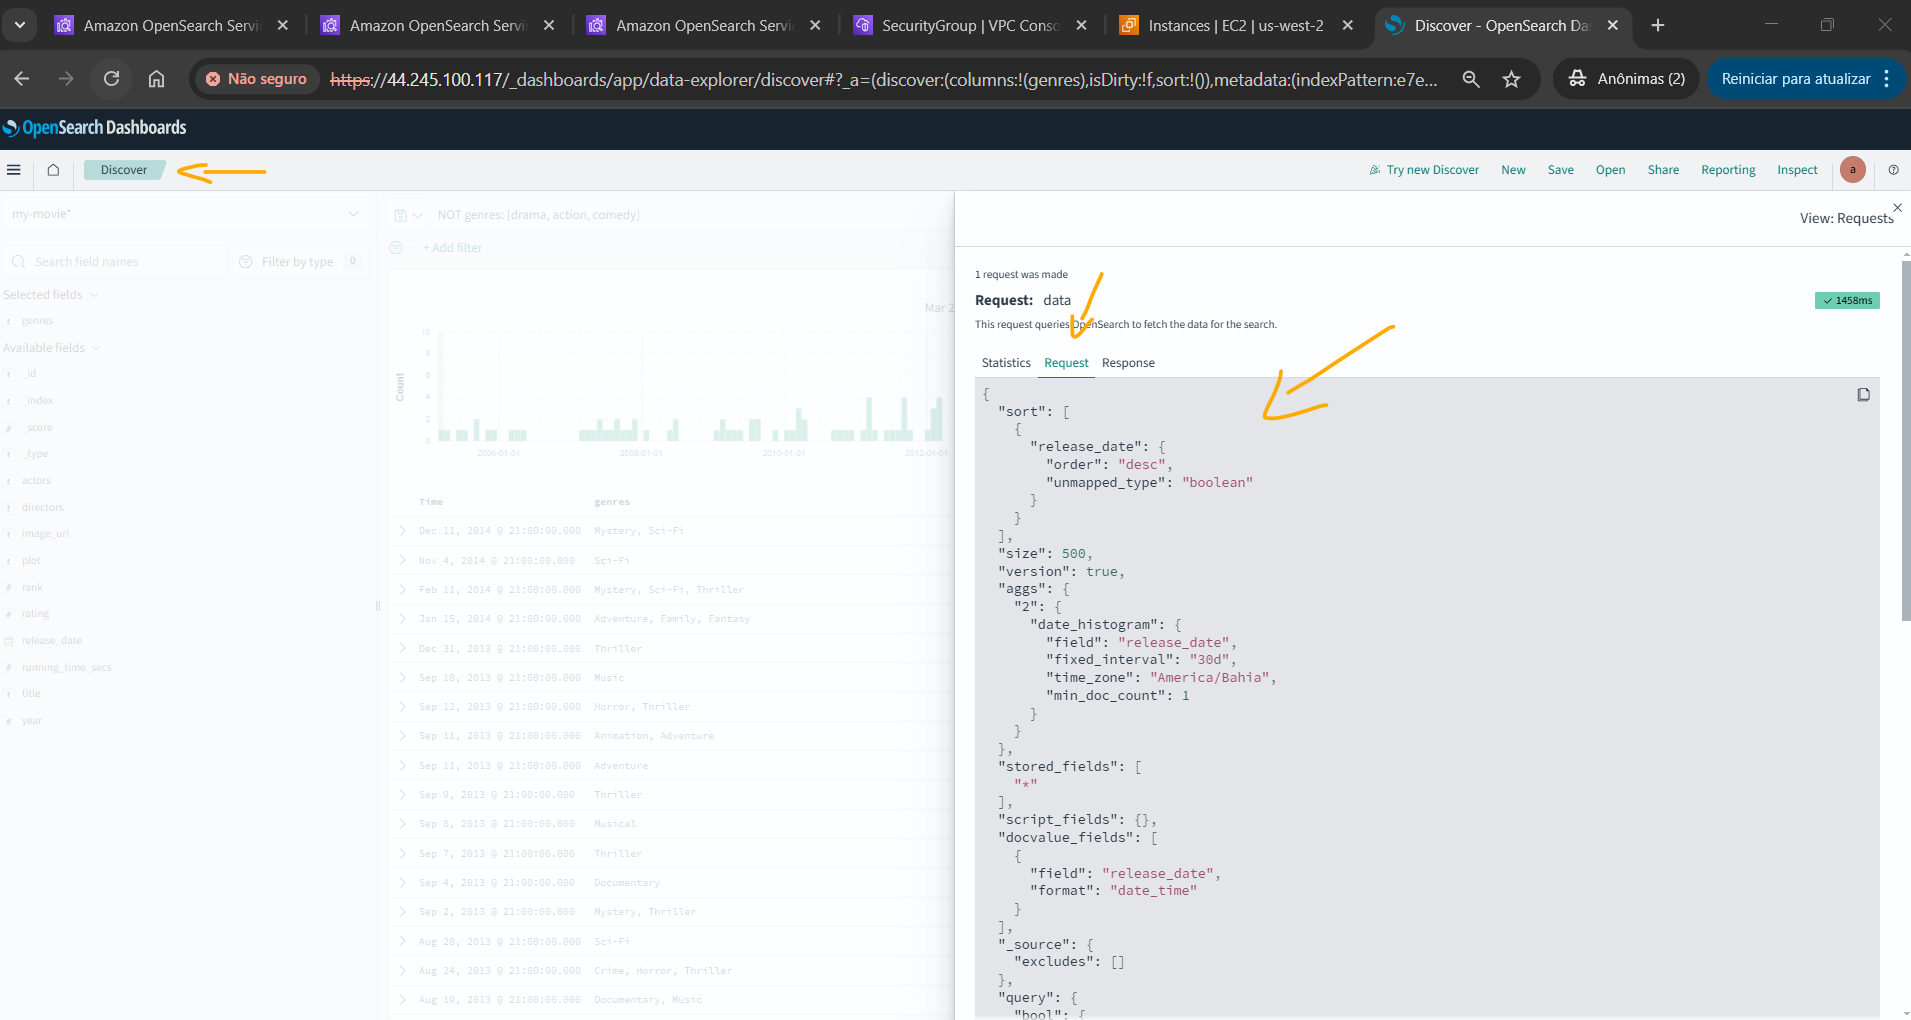 Amazon OpenSearch Servi
Amazon OpenSearch Servi
Amazon OpenSearch Servi
SecurityGroup | VPC Conso
Instances | EC2 | us-west-2
Discover - OpenSearch Da
Não seguro
https://44.245.100.117/_dashboards/app/data-explorer/discover#?_a=(discover:(columns:!(genres),isDirty:!f,sort:!()),metadata:(indexPattern:e7e...
Anônimas (2)
Reiniciar para atualizar
OpenSearch Dashboards
Discover
Try new Discover
New
Save
Open
Share
Reporting
Inspect
a
my-movie*
NOT genres: [drama, action, comedy]
+ Add filter
Search field names
Filter by type 0
Selected fields
t genres
Available fields
t _id
t _index
# _score
t _type
t actors
t directors
t image_url
t plot
# rank
# rating
release_date
# running_time_secs
t title
# year
Mar 2
Count
10
8
6
4
2
0
2006-01-01
2008-01-01
2010-01-01
2012-01-01
Time genres
Dec 11, 2014 @ 21:00:00.000 Mystery, Sci-Fi
Nov 4, 2014 @ 21:00:00.000 Sci-Fi
Feb 11, 2014 @ 21:00:00.000 Mystery, Sci-Fi, Thriller
Jan 15, 2014 @ 21:00:00.000 Adventure, Family, Fantasy
Dec 31, 2013 @ 21:00:00.000 Thriller
Sep 18, 2013 @ 21:00:00.000 Music
Sep 12, 2013 @ 21:00:00.000 Horror, Thriller
Sep 11, 2013 @ 21:00:00.000 Animation, Adventure
Sep 11, 2013 @ 21:00:00.000 Adventure
Sep 9, 2013 @ 21:00:00.000 Thriller
Sep 8, 2013 @ 21:00:00.000 Musical
Sep 7, 2013 @ 21:00:00.000 Thriller
Sep 4, 2013 @ 21:00:00.000 Documentary
Sep 2, 2013 @ 21:00:00.000 Mystery, Thriller
Aug 28, 2013 @ 21:00:00.000 Sci-Fi
Aug 24, 2013 @ 21:00:00.000 Crime, Horror, Thriller
Aug 19, 2013 @ 21:00:00.000 Documentary, Music
View: Requests
1 request was made
Request: data
1458ms
This request queries OpenSearch to fetch the data for the search.
Statistics
Request
Response
{
"sort": [
{
"release_date": {
"order": "desc",
"unmapped_type": "boolean"
}
}
],
"size": 500,
"version": true,
"aggs": {
"2": {
"date_histogram": {
"field": "release_date",
"fixed_interval": "30d",
"time_zone": "America/Bahia",
"min_doc_count": 1
}
}
},
"stored_fields": [
"*"
],
"script_fields": {},
"docvalue_fields": [
{
"field": "release_date",
"format": "date_time"
}
],
"_source": {
"excludes": []
},
"query": {
"bool": {